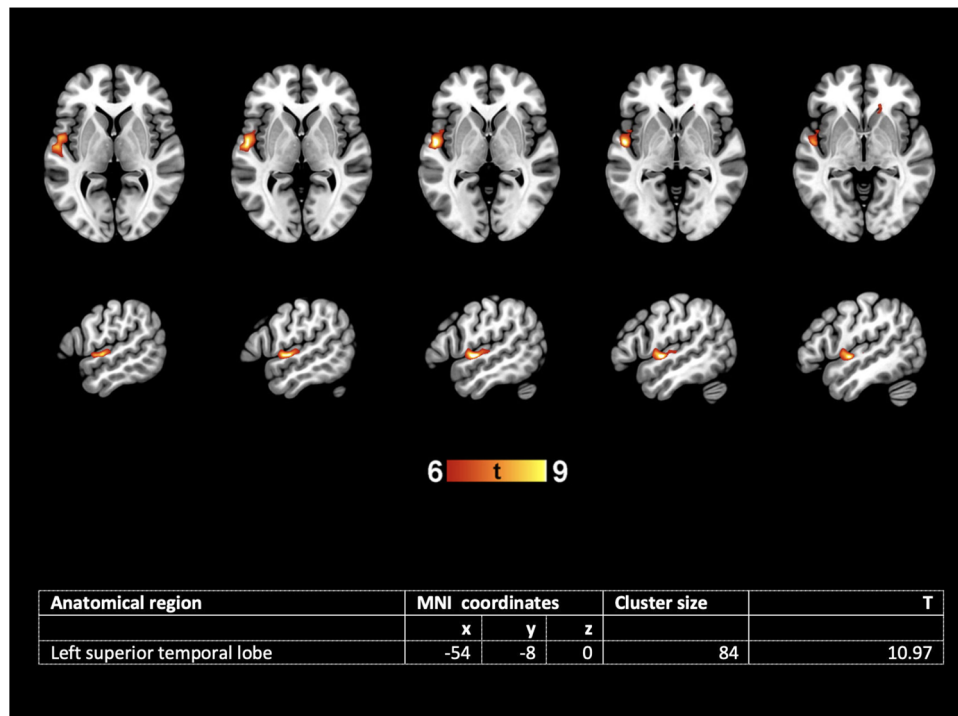 6 t 9
Anatomical region MNI coordinates Cluster size T
x y z
Left superior temporal lobe -54 -8 0 84 10.97